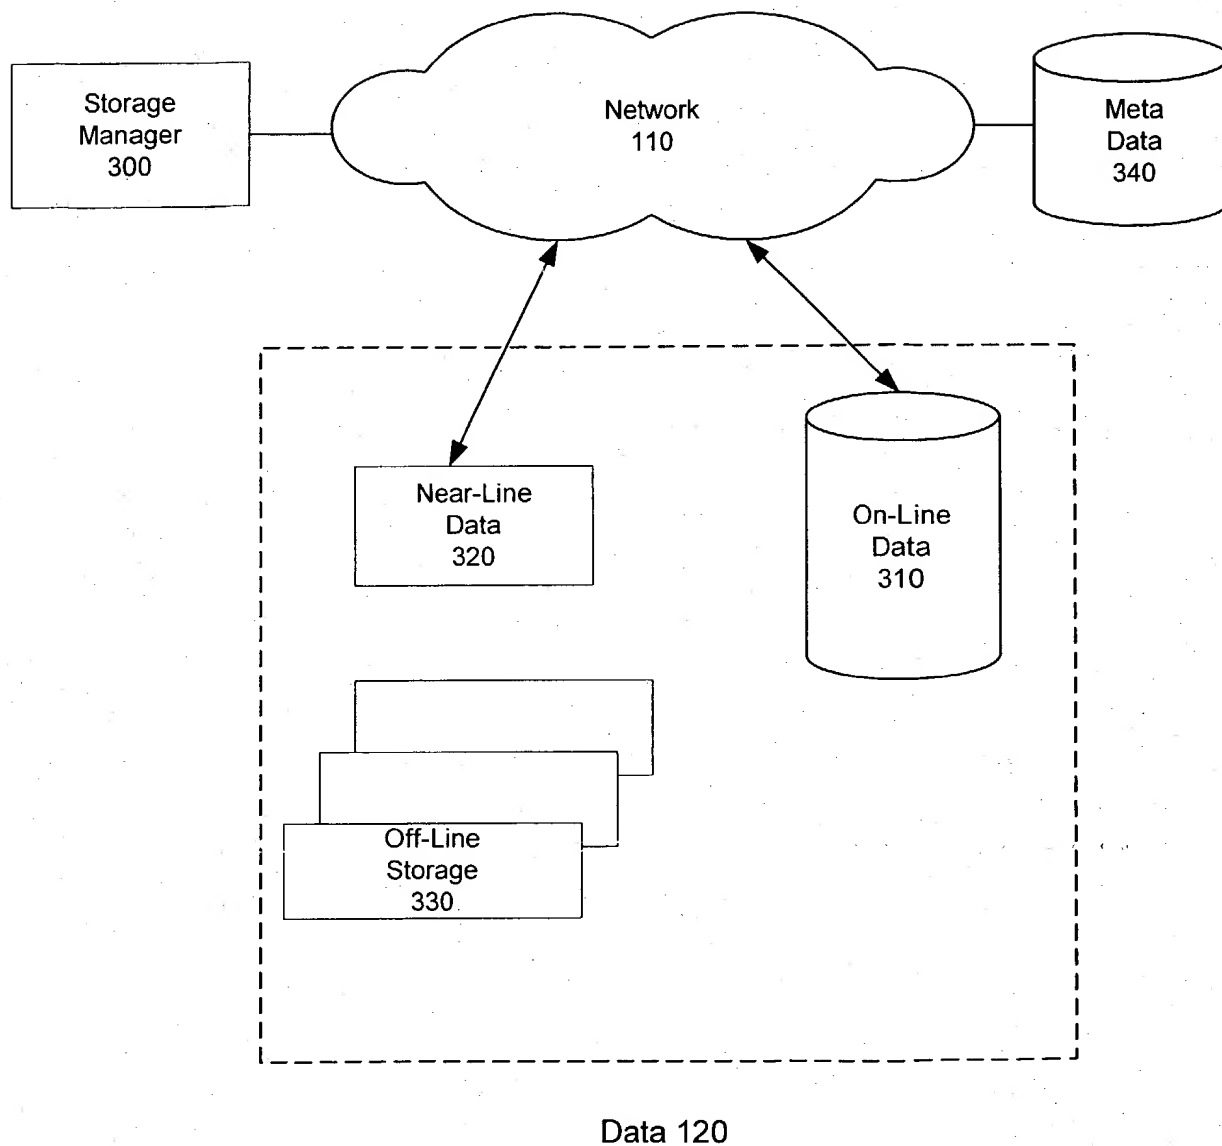 Storage
Manager
300
Network
110
Meta
Data
340
Near-Line
Data
320
On-Line
Data
310
Off-Line
Storage
330
Data 120